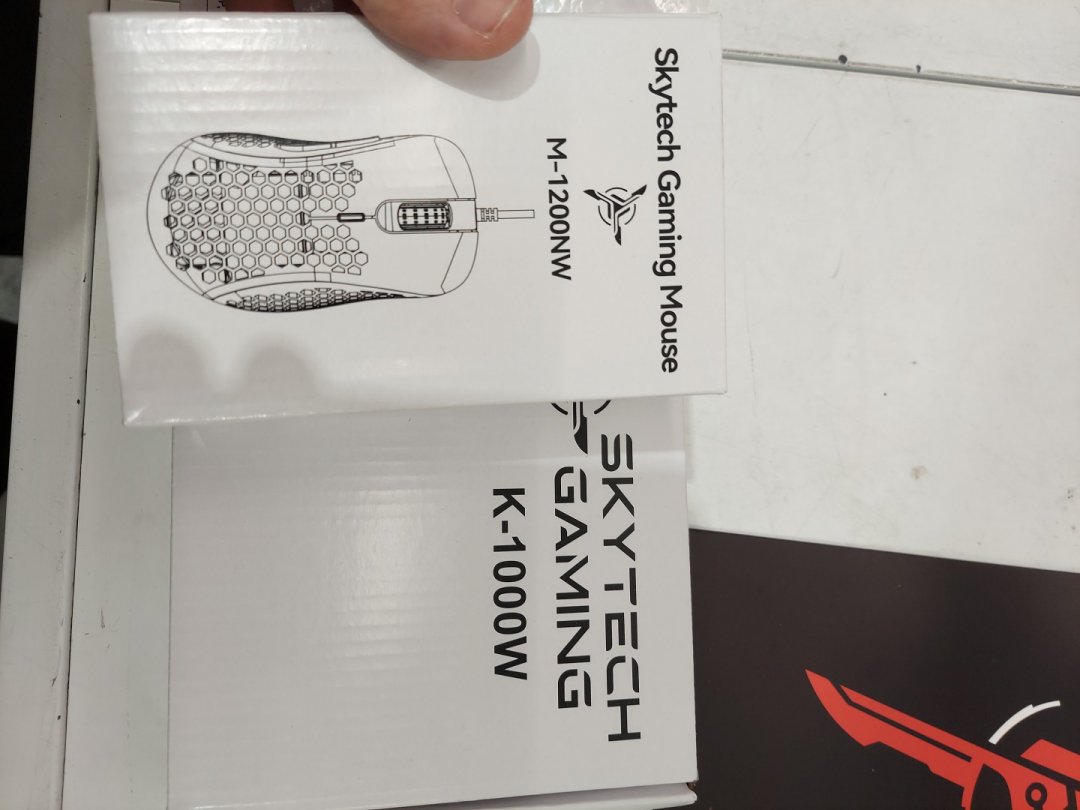 Skytech Gaming Mouse
M-1200NW
SKYTECH
GAMING
K-1000W